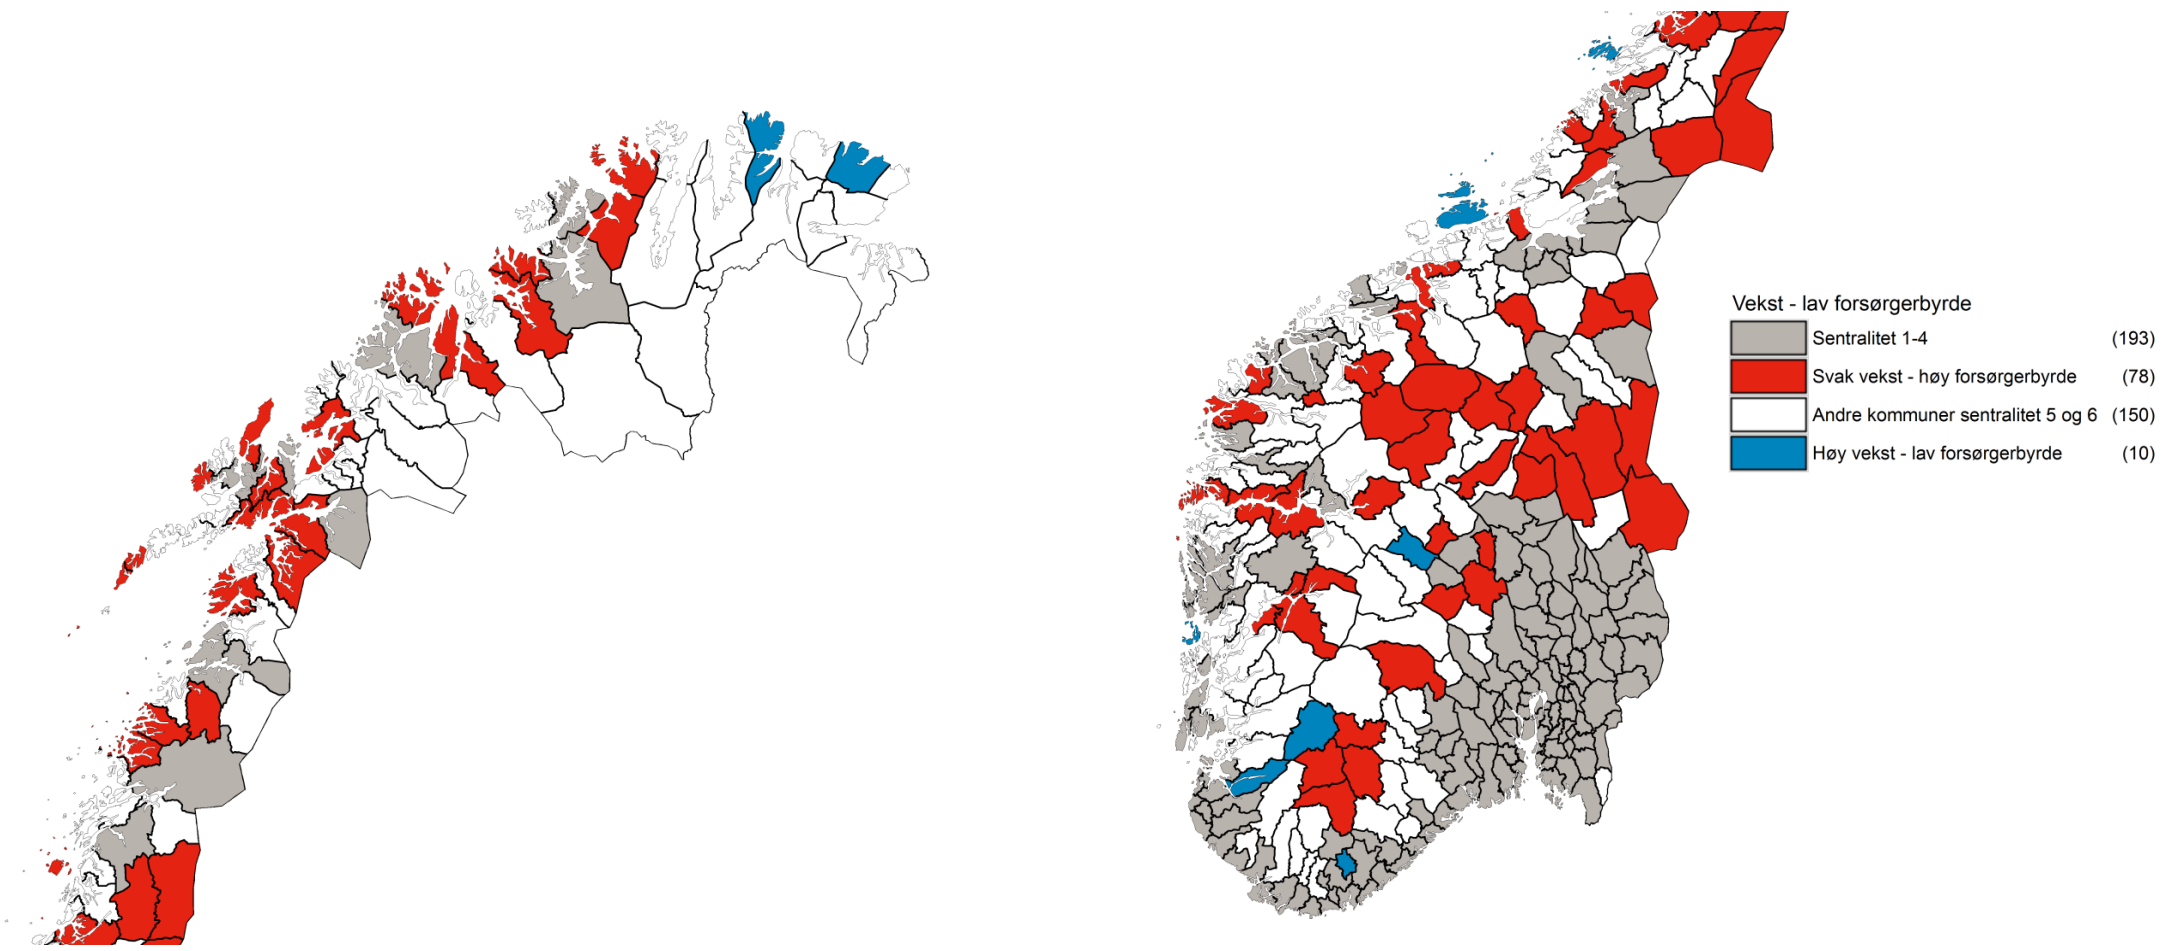 Vekst - lav forsørgerbyrde
Sentralitet 1-4 (193)
Svak vekst - høy forsørgerbyrde (78)
Andre kommuner sentralitet 5 og 6 (150)
Høy vekst - lav forsørgerbyrde (10)